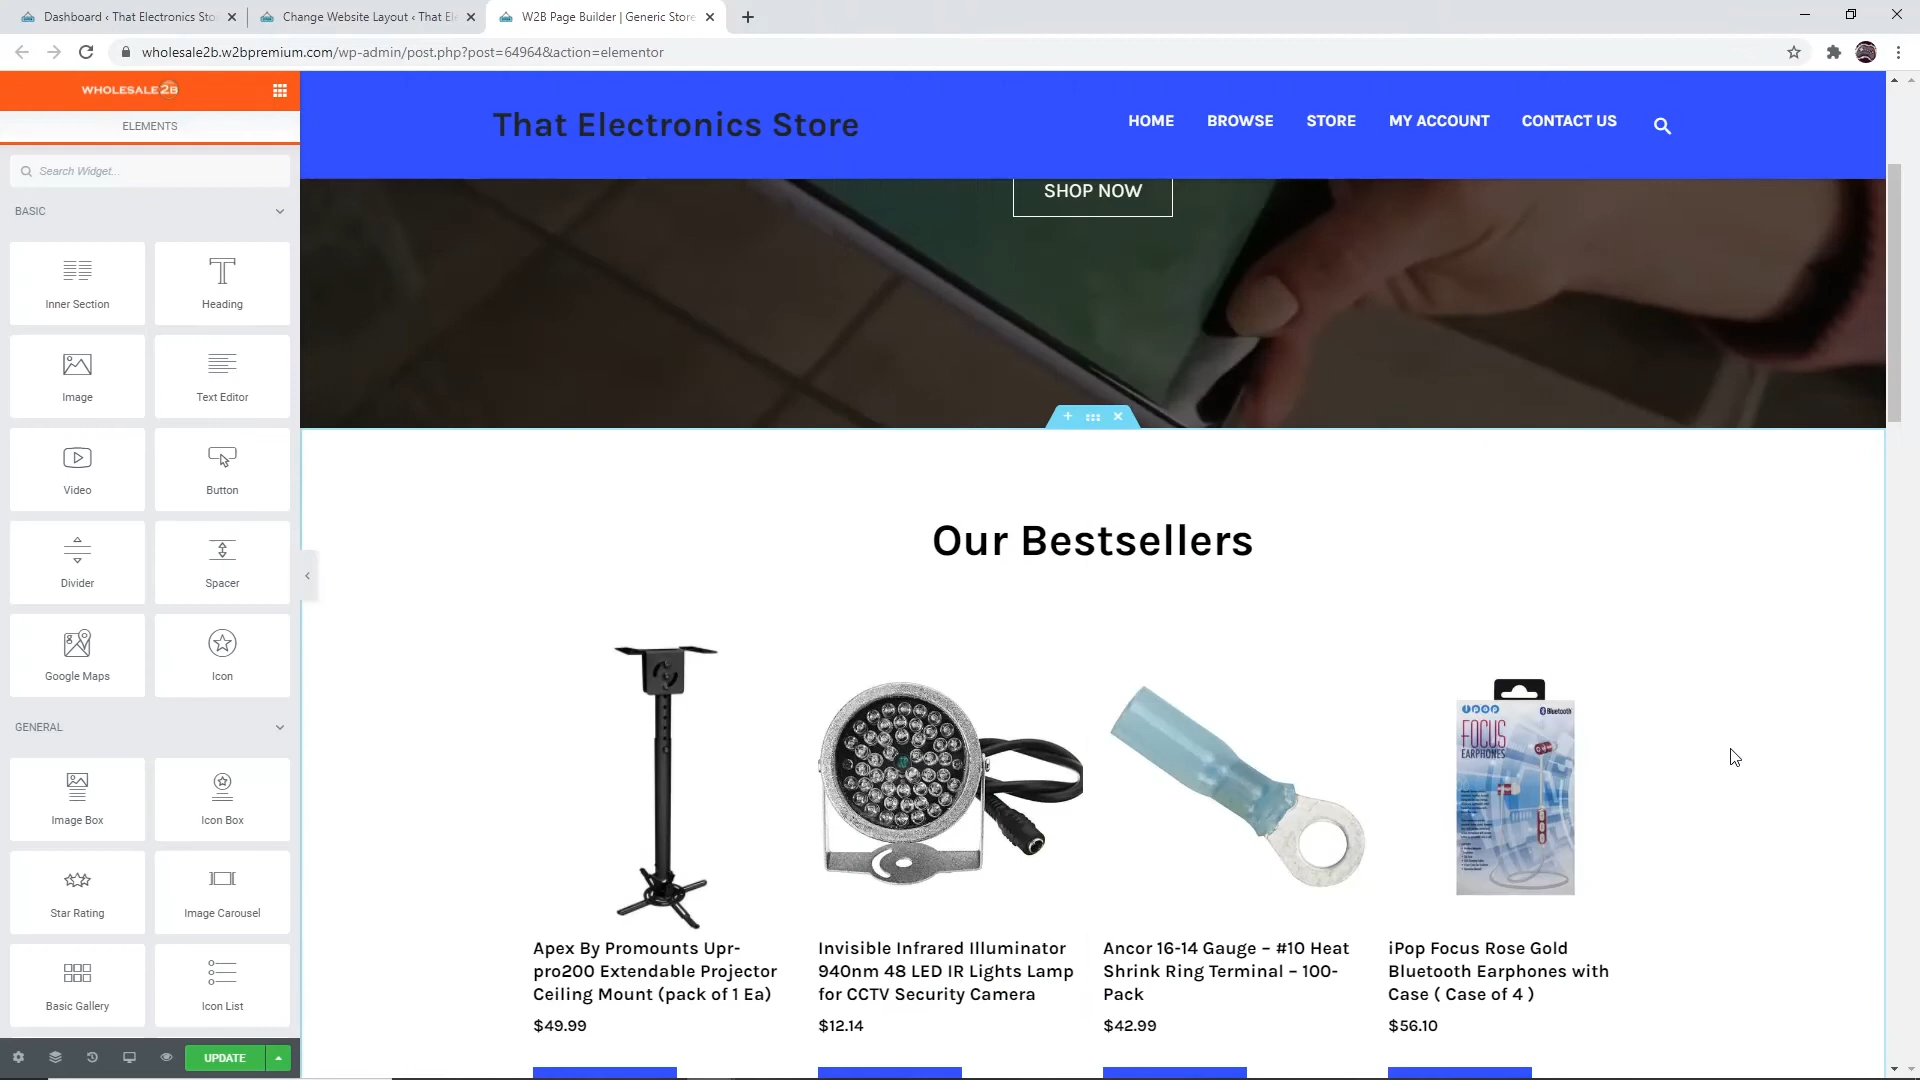 Dashboard ‹ That Electronics Sto
Change Website Layout ‹ That Ele
W2B Page Builder | Generic Store
wholesale2b.w2bpremium.com/wp-admin/post.php?post=64964&action=elementor
WHOLESALE2B
ELEMENTS
Search Widget...
BASIC
Inner Section
Heading
Image
Text Editor
Video
Button
Divider
Spacer
Google Maps
Icon
GENERAL
Image Box
Icon Box
Star Rating
Image Carousel
Basic Gallery
Icon List
UPDATE
That Electronics Store
HOME
BROWSE
STORE
MY ACCOUNT
CONTACT US
SHOP NOW
Our Bestsellers
ipop
Bluetooth
FOCUS
EARPHONES
Apex By Promounts Upr-
pro200 Extendable Projector
Ceiling Mount (pack of 1 Ea)
$49.99
Invisible Infrared Illuminator
940nm 48 LED IR Lights Lamp
for CCTV Security Camera
$12.14
Ancor 16-14 Gauge – #10 Heat
Shrink Ring Terminal – 100-
Pack
$42.99
iPop Focus Rose Gold
Bluetooth Earphones with
Case ( Case of 4 )
$56.10